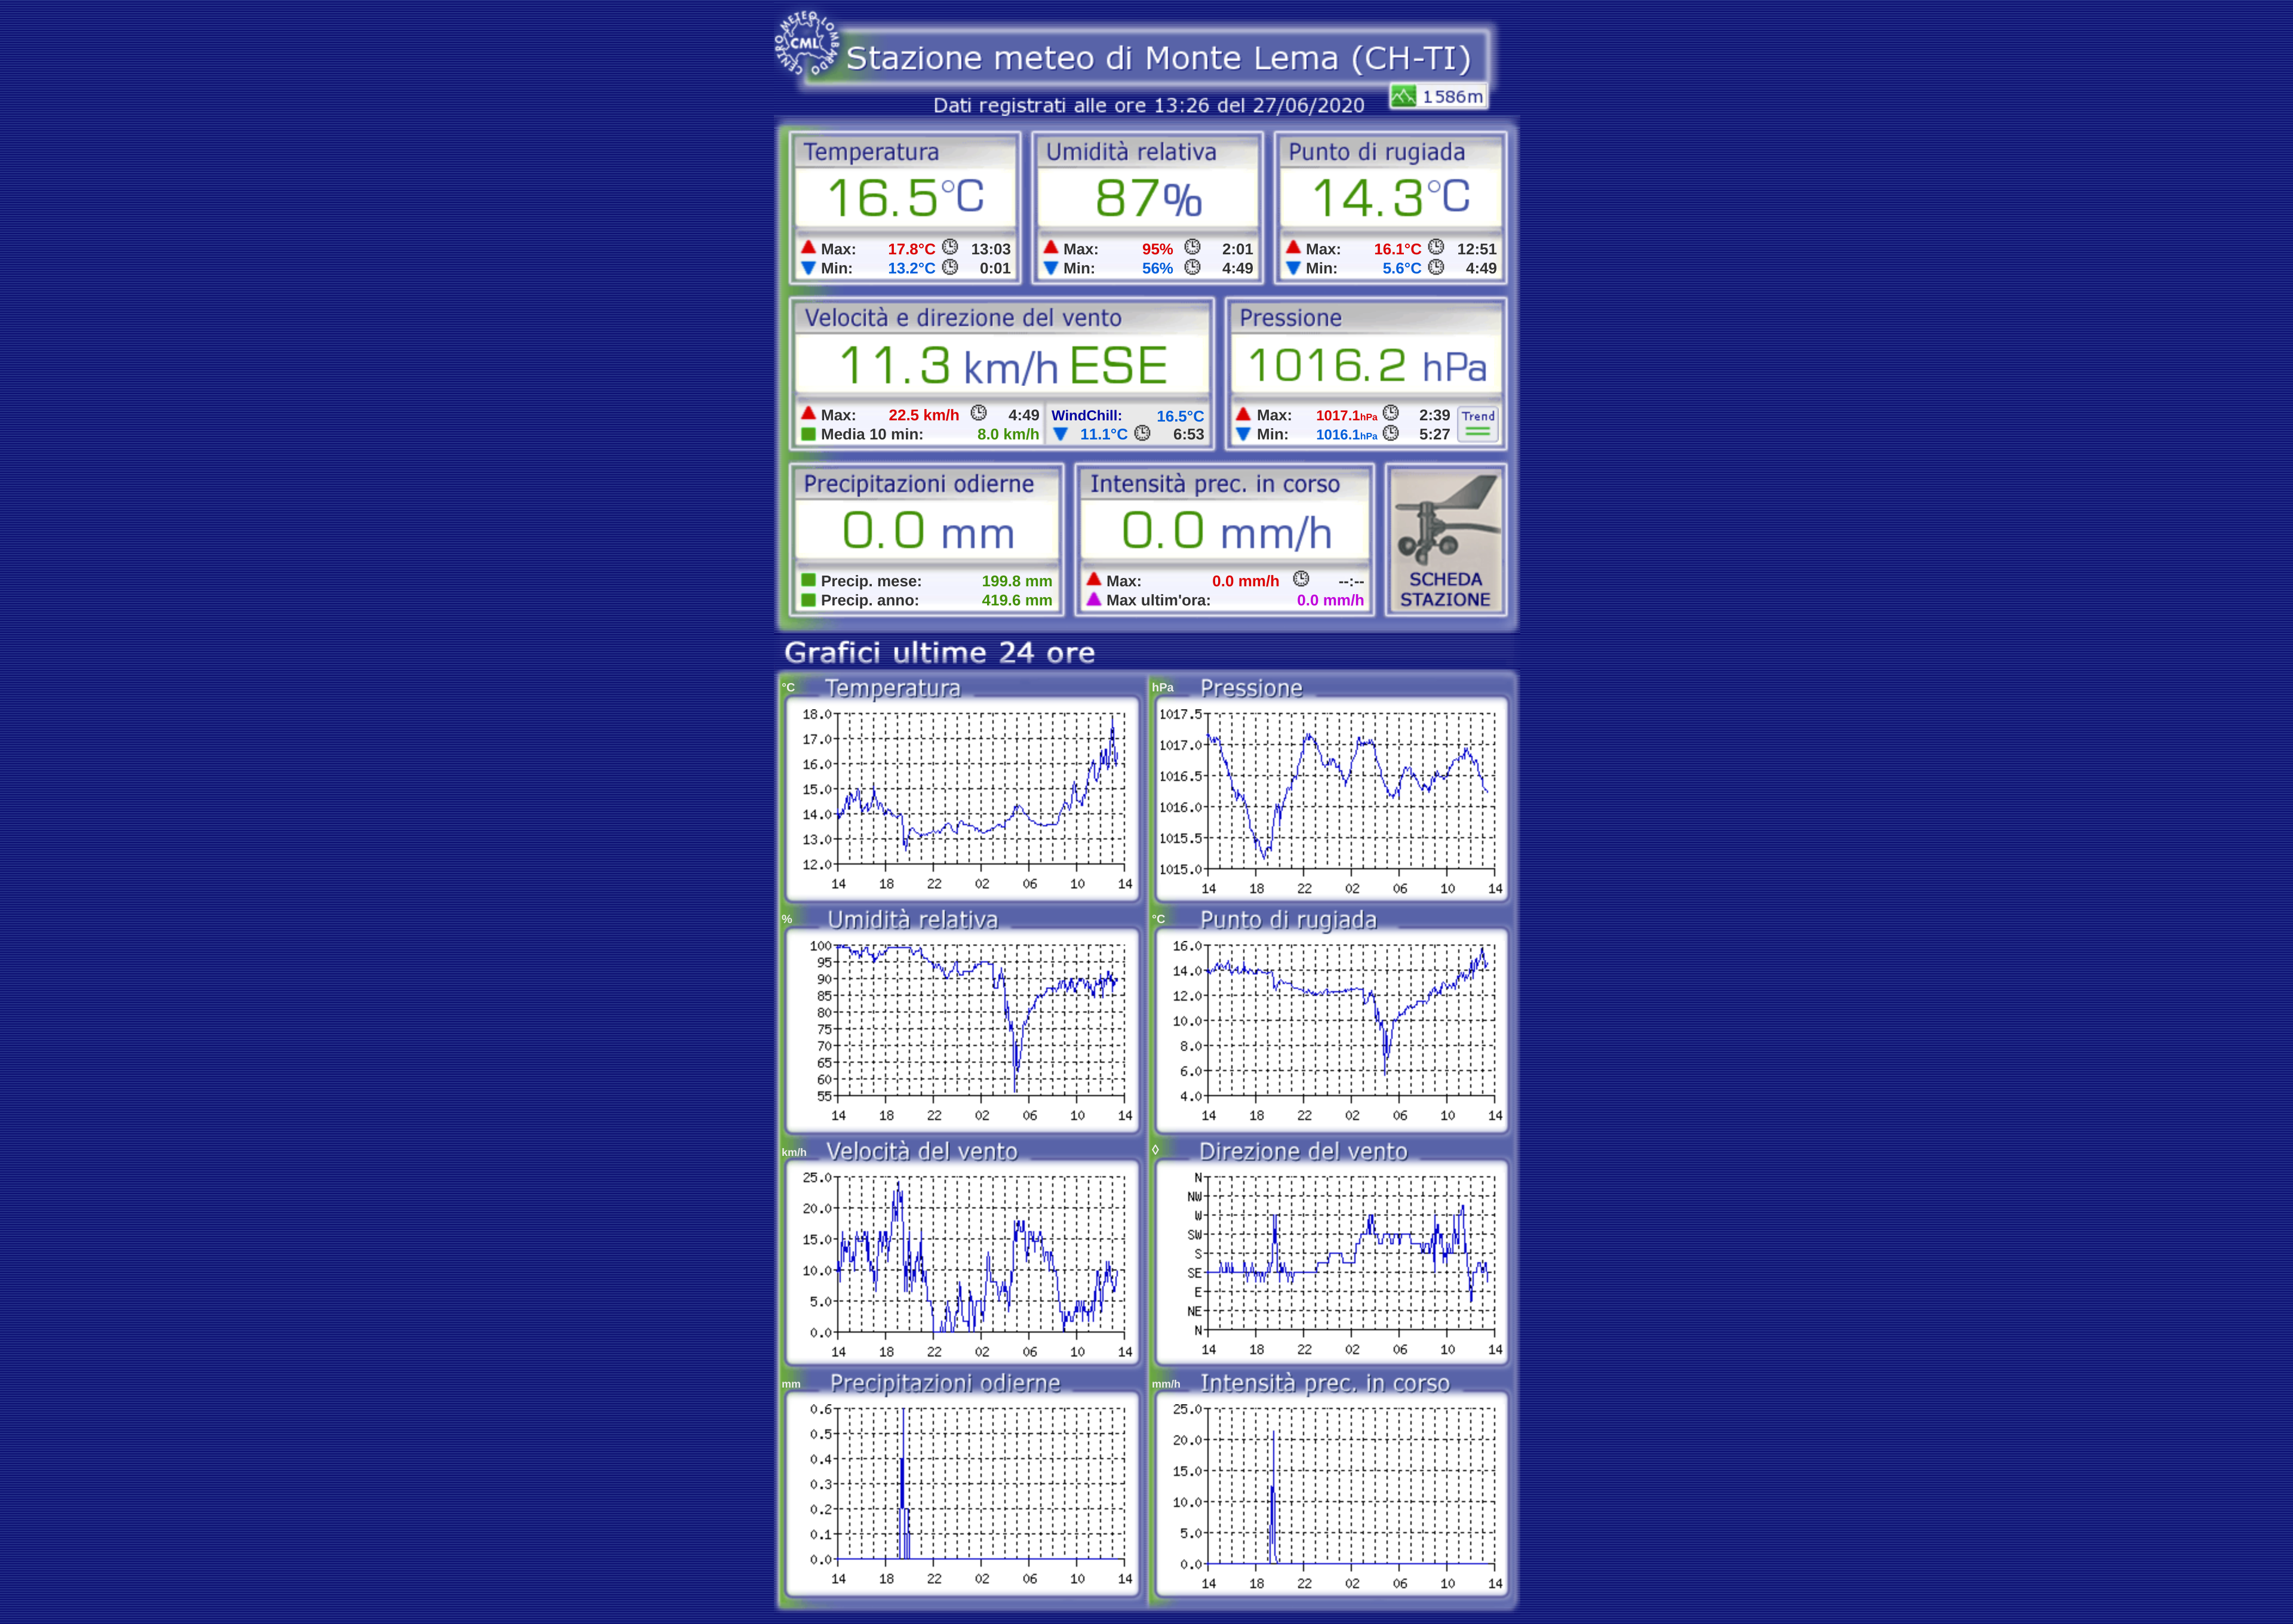 CENTRO METEO LOMBARDO
CML
Stazione meteo di Monte Lema (CH-TI)
Dati registrati alle ore 13:26 del 27/06/2020
1586m
Temperatura
16.5°C
Max: 17.8°C 13:03
Min: 13.2°C 0:01
Umidità relativa
87%
Max: 95% 2:01
Min: 56% 4:49
Punto di rugiada
14.3°C
Max: 16.1°C 12:51
Min: 5.6°C 4:49
Velocità e direzione del vento
11.3 km/h ESE
Max: 22.5 km/h 4:49
Media 10 min: 8.0 km/h
WindChill: 16.5°C
11.1°C 6:53
Pressione
1016.2 hPa
Max: 1017.1hPa 2:39
Min: 1016.1hPa 5:27
Trend
Precipitazioni odierne
0.0 mm
Precip. mese: 199.8 mm
Precip. anno: 419.6 mm
Intensità prec. in corso
0.0 mm/h
Max: 0.0 mm/h --:--
Max ultim'ora: 0.0 mm/h
SCHEDA
STAZIONE
Grafici ultime 24 ore
°C Temperatura
18.0
17.0
16.0
15.0
14.0
13.0
12.0
14 18 22 02 06 10 14
hPa Pressione
1017.5
1017.0
1016.5
1016.0
1015.5
1015.0
14 18 22 02 06 10 14
% Umidità relativa
100
95
90
85
80
75
70
65
60
55
14 18 22 02 06 10 14
°C Punto di rugiada
16.0
14.0
12.0
10.0
8.0
6.0
4.0
14 18 22 02 06 10 14
km/h Velocità del vento
25.0
20.0
15.0
10.0
5.0
0.0
14 18 22 02 06 10 14
◊ Direzione del vento
N
NW
W
SW
S
SE
E
NE
N
14 18 22 02 06 10 14
mm Precipitazioni odierne
0.6
0.5
0.4
0.3
0.2
0.1
0.0
14 18 22 02 06 10 14
mm/h Intensità prec. in corso
25.0
20.0
15.0
10.0
5.0
0.0
14 18 22 02 06 10 14